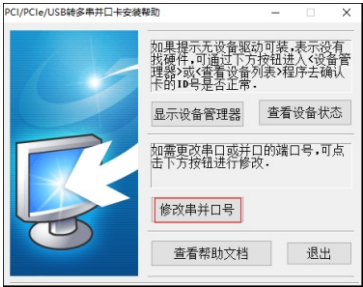 PCI/PCIe/USB转多串并口卡安装帮助
如果提示无设备驱动可装,表示没有
找硬件,可通过下方按钮进入<设备管
理器>或<查看设备列表>程序去确认
卡的ID号是否正常.
显示设备管理器
查看设备状态
如需更改串口或并口的端口号,可点
击下方按钮进行修改.
修改串并口号
查看帮助文档
退出